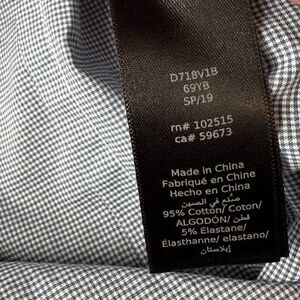 D718V1B
69YB
SP/19
rn# 102515
ca# 59673
Made in China
Fabriqué en Chine
Hecho en China
صنع في الصين
95% Cotton/ Coton/
ALGODÓN/ قطن
5% Elastane/
Élasthanne/ elastano/
إيلاستان